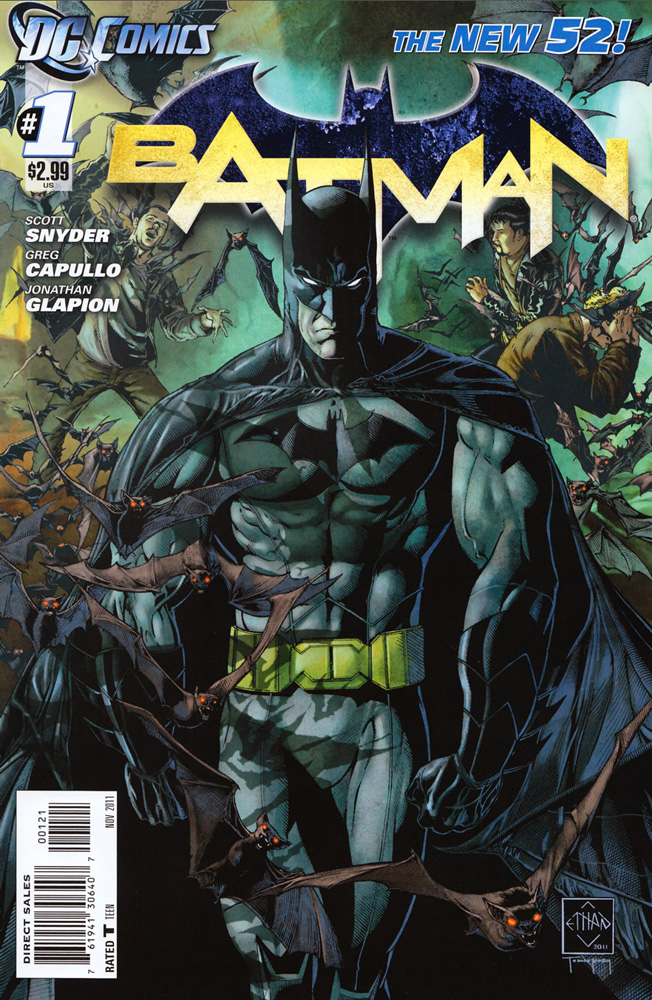 DC COMICS
TM
THE NEW 52!
#1
$2.99
US
BATMAN
SCOTT
SNYDER
GREG
CAPULLO
JONATHAN
GLAPION
00121
NOV 2011
DIRECT SALES
7 61941 30640 7
RATED T TEEN
ETHAN
2011